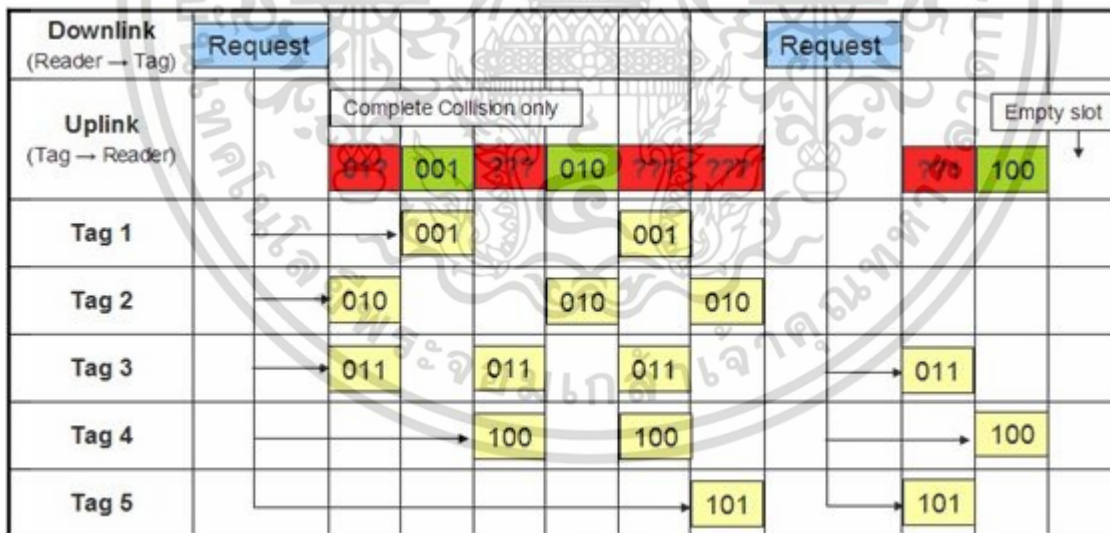 Downlink
(Reader → Tag)
Request
Request
Uplink
(Tag → Reader)
Complete Collision only
Empty slot
01? 001 ??? 010 ??? ??? 100
Tag 1 001 001
Tag 2 010 010 010
Tag 3 011 011 011 011
Tag 4 100 100 100
Tag 5 101 101